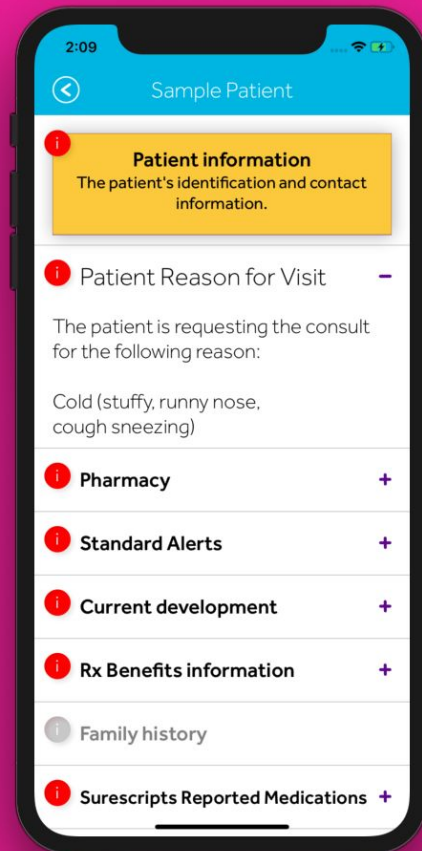 2:09
Sample Patient
Patient information
The patient's identification and contact
information.
Patient Reason for Visit
The patient is requesting the consult
for the following reason:
Cold (stuffy, runny nose,
cough sneezing)
Pharmacy
Standard Alerts
Current development
Rx Benefits information
Family history
Surescripts Reported Medications